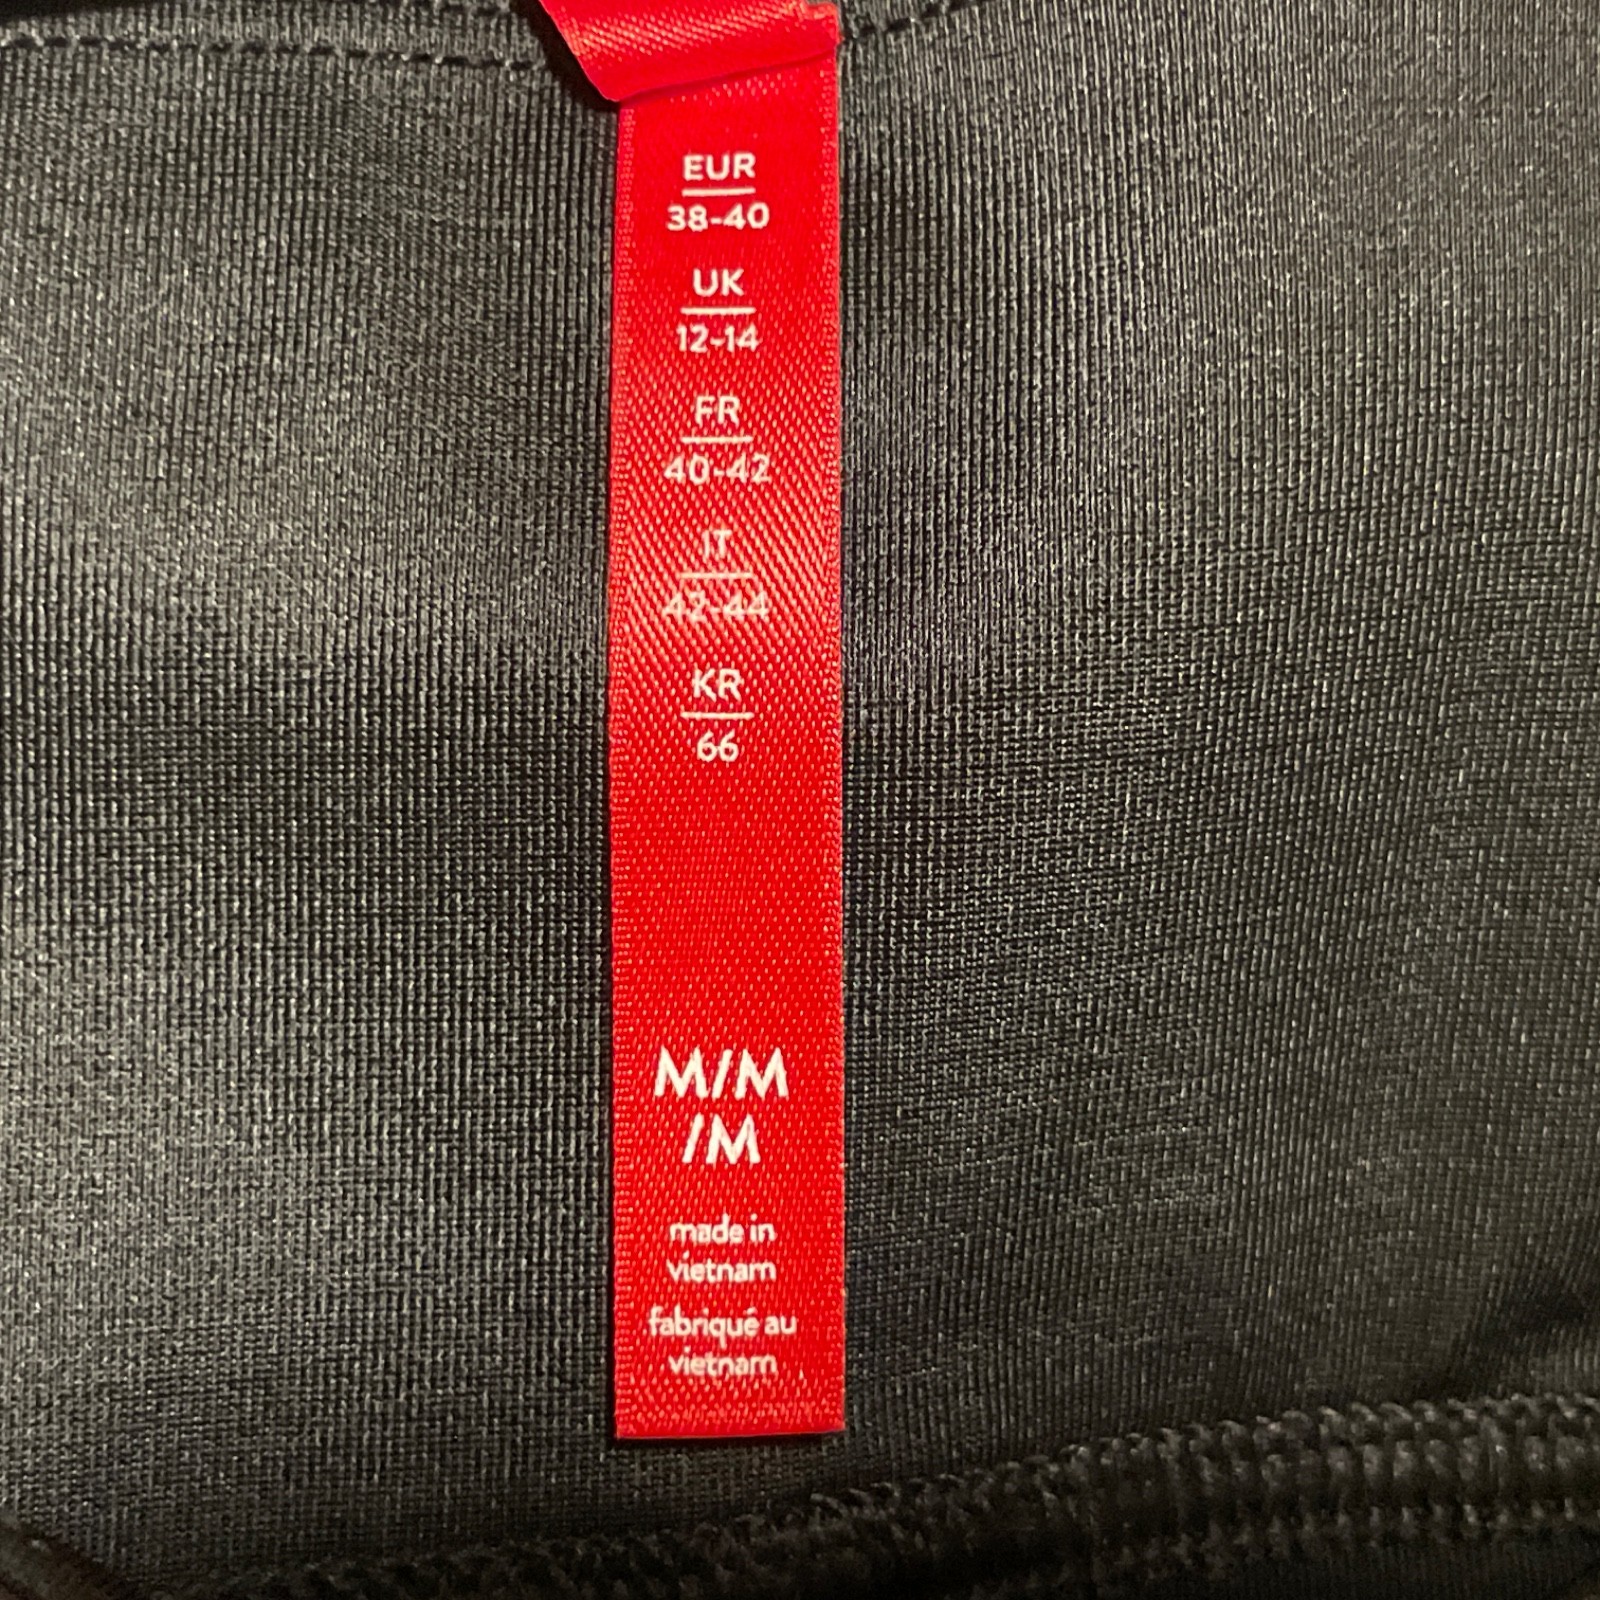 EUR
38-40
UK
12-14
FR
40-42
IT
42-44
KR
66
M/M
/M
made in
vietnam
fabriqué au
vietnam